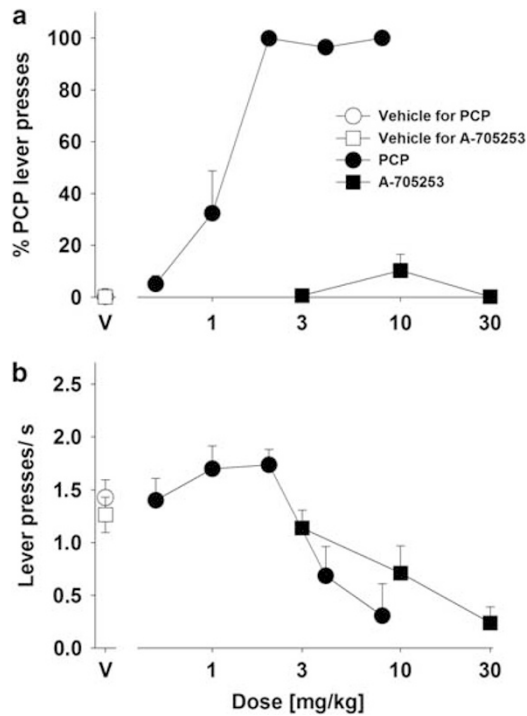 a
% PCP lever presses
100
80
60
40
20
0
Vehicle for PCP
Vehicle for A-705253
PCP
A-705253
V 1 3 10 30
b
Lever presses/ s
2.5
2.0
1.5
1.0
0.5
0.0
V 1 3 10 30
Dose [mg/kg]